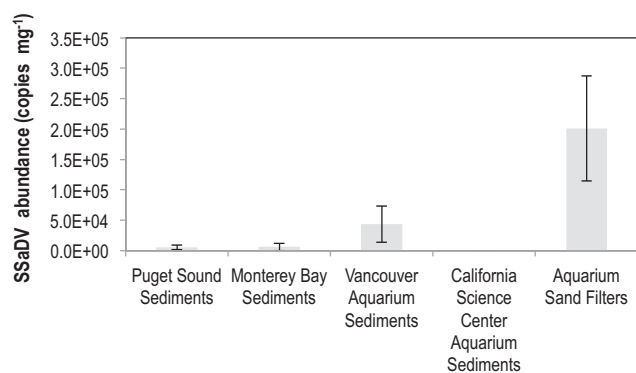 SSaDV abundance (copies mg-1)
3.5E+05
3.0E+05
2.5E+05
2.0E+05
1.5E+05
1.0E+05
5.0E+04
0.0E+00
Puget Sound
Sediments
Monterey Bay
Sediments
Vancouver
Aquarium
Sediments
California
Science
Center
Aquarium
Sediments
Aquarium
Sand Filters